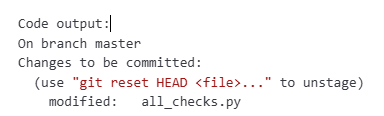 Code output:
On branch master
Changes to be committed:
(use "git reset HEAD <file>..." to unstage)
modified:   all_checks.py